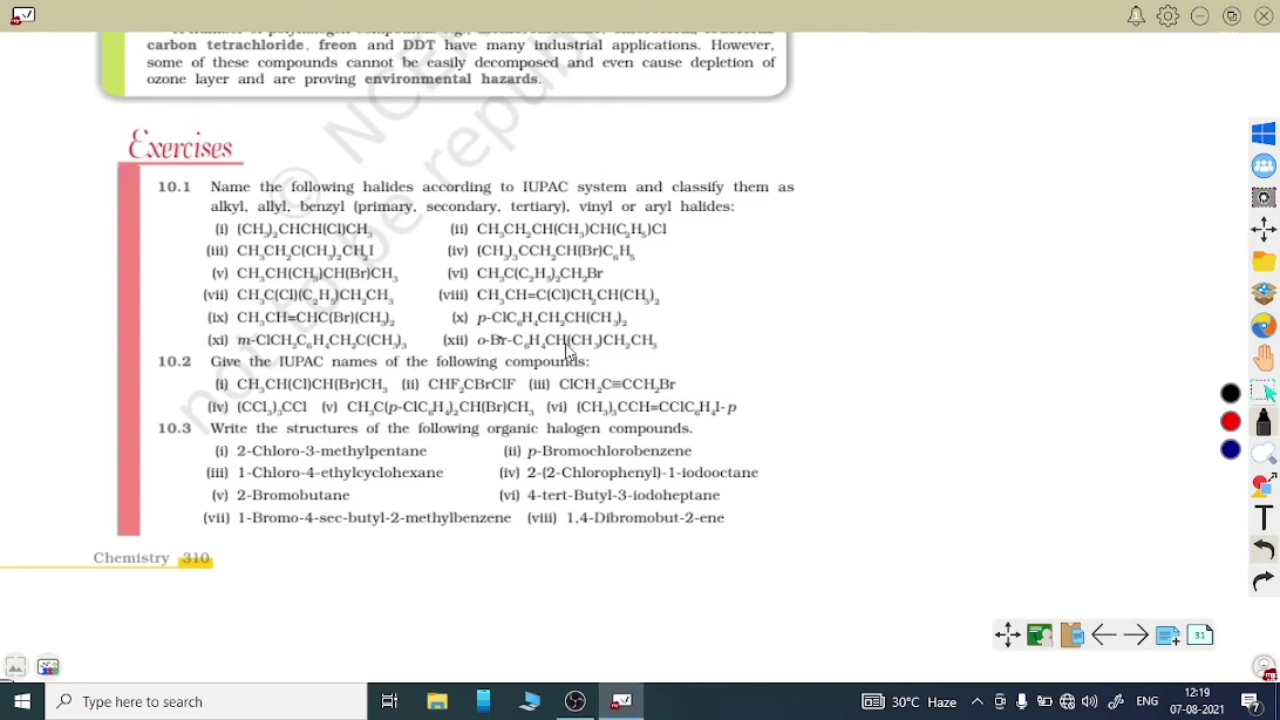 carbon tetrachloride, freon and DDT have many industrial applications. However,
some of these compounds cannot be easily decomposed and even cause depletion of
ozone layer and are proving environmental hazards.
Exercises
10.1 Name the following halides according to IUPAC system and classify them as
alkyl, allyl, benzyl (primary, secondary, tertiary), vinyl or aryl halides:
(i) (CH₃)₂CHCH(Cl)CH₃ (ii) CH₃CH₂CH(CH₃)CH(C₂H₅)Cl
(iii) CH₃CH₂C(CH₃)₂CH₂I (iv) (CH₃)₃CCH₂CH(Br)C₆H₅
(v) CH₃CH(CH₃)CH(Br)CH₃ (vi) CH₃C(C₂H₅)₂CH₂Br
(vii) CH₃C(Cl)(C₂H₅)CH₂CH₃ (viii) CH₃CH=C(Cl)CH₂CH(CH₃)₂
(ix) CH₃CH=CHC(Br)(CH₃)₂ (x) p-ClC₆H₄CH₂CH(CH₃)₂
(xi) m-ClCH₂C₆H₄CH₂C(CH₃)₃ (xii) o-Br-C₆H₄CH(CH₃)CH₂CH₃
10.2 Give the IUPAC names of the following compounds:
(i) CH₃CH(Cl)CH(Br)CH₃ (ii) CHF₂CBrClF (iii) ClCH₂C≡CCH₂Br
(iv) (CCl₃)₃CCl (v) CH₃C(p-ClC₆H₄)₂CH(Br)CH₃ (vi) (CH₃)₃CCH=CClC₆H₄I-p
10.3 Write the structures of the following organic halogen compounds.
(i) 2-Chloro-3-methylpentane (ii) p-Bromochlorobenzene
(iii) 1-Chloro-4-ethylcyclohexane (iv) 2-(2-Chlorophenyl)-1-iodooctane
(v) 2-Bromobutane (vi) 4-tert-Butyl-3-iodoheptane
(vii) 1-Bromo-4-sec-butyl-2-methylbenzene (viii) 1,4-Dibromobut-2-ene
Chemistry 310
31
Type here to search
30°C Haze
ENG
12:19
07-08-2021